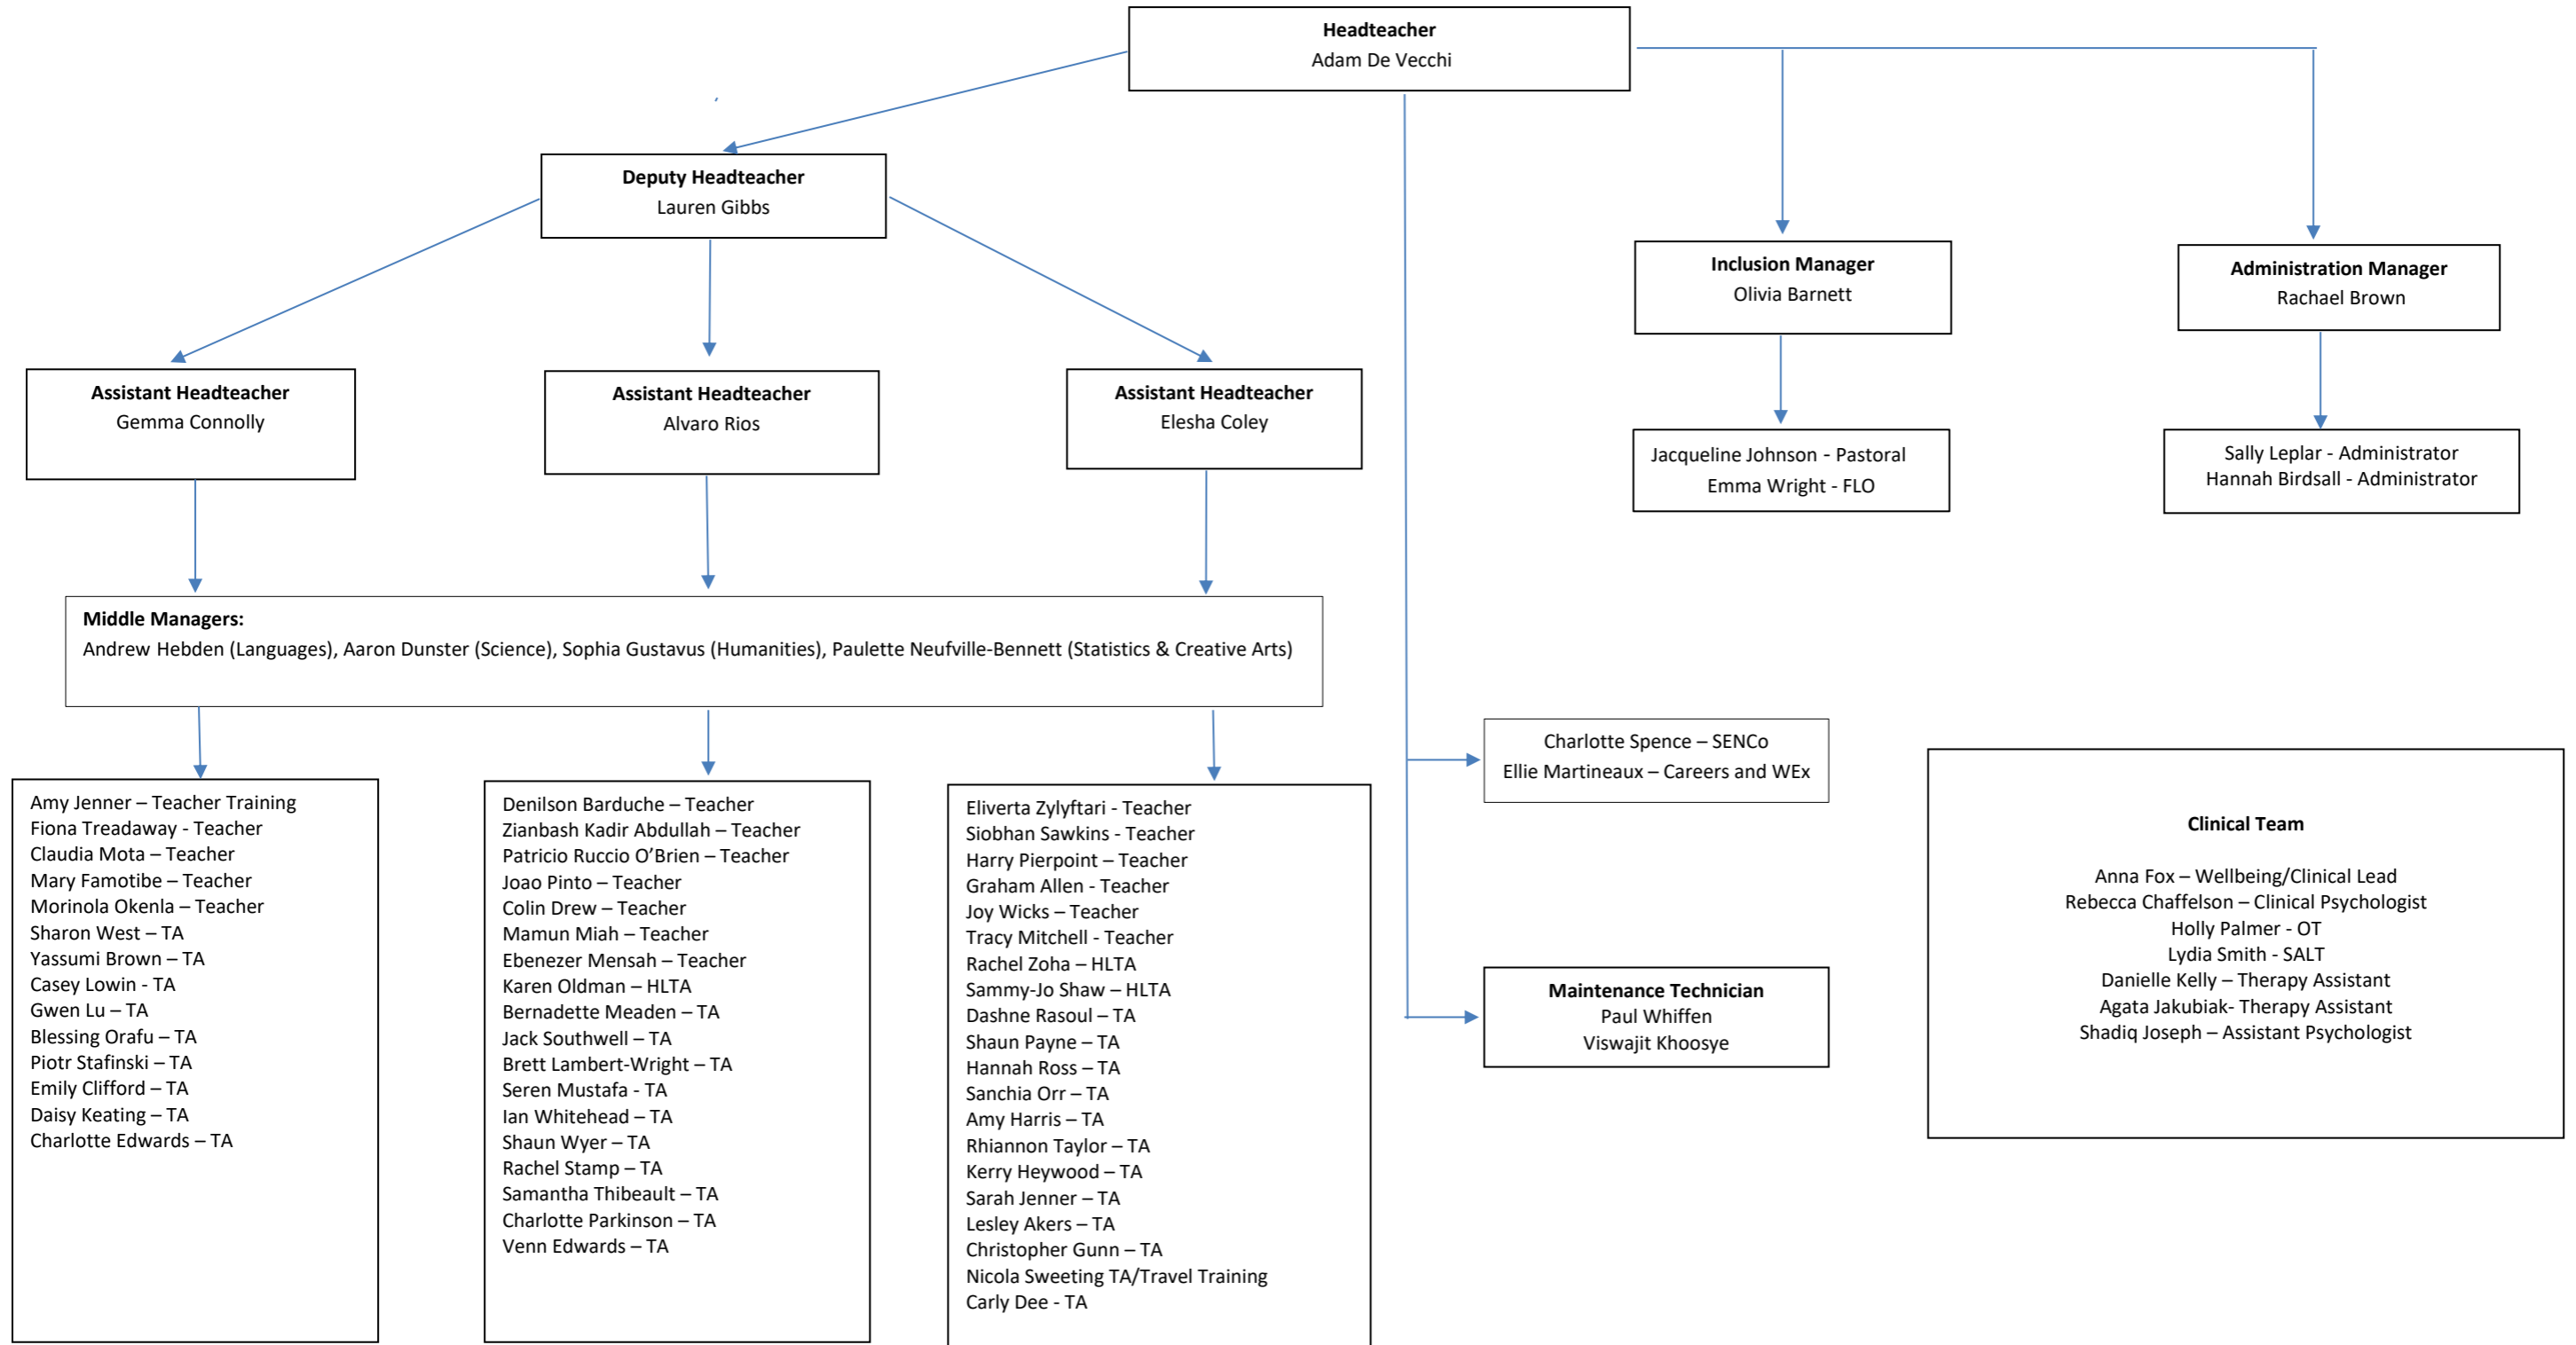 Headteacher
Adam De Vecchi
Deputy Headteacher
Lauren Gibbs
Inclusion Manager
Olivia Barnett
Administration Manager
Rachael Brown
Assistant Headteacher
Gemma Connolly
Assistant Headteacher
Alvaro Rios
Assistant Headteacher
Elesha Coley
Jacqueline Johnson - Pastoral
Emma Wright - FLO
Sally Leplar - Administrator
Hannah Birdsall - Administrator
Middle Managers:
Andrew Hebden (Languages), Aaron Dunster (Science), Sophia Gustavus (Humanities), Paulette Neufville-Bennett (Statistics & Creative Arts)
Amy Jenner – Teacher Training
Fiona Treadaway - Teacher
Claudia Mota – Teacher
Mary Famotibe – Teacher
Morinola Okenla – Teacher
Sharon West – TA
Yassumi Brown – TA
Casey Lowin - TA
Gwen Lu – TA
Blessing Orafu – TA
Piotr Stafinski – TA
Emily Clifford – TA
Daisy Keating – TA
Charlotte Edwards – TA
Denilson Barduche – Teacher
Zianbash Kadir Abdullah – Teacher
Patricio Ruccio O’Brien – Teacher
Joao Pinto – Teacher
Colin Drew – Teacher
Mamun Miah – Teacher
Ebenezer Mensah – Teacher
Karen Oldman – HLTA
Bernadette Meaden – TA
Jack Southwell – TA
Brett Lambert-Wright – TA
Seren Mustafa - TA
Ian Whitehead – TA
Shaun Wyer – TA
Rachel Stamp – TA
Samantha Thibeault – TA
Charlotte Parkinson – TA
Venn Edwards – TA
Eliverta Zylyftari - Teacher
Siobhan Sawkins - Teacher
Harry Pierpoint – Teacher
Graham Allen - Teacher
Joy Wicks – Teacher
Tracy Mitchell - Teacher
Rachel Zoha – HLTA
Sammy-Jo Shaw – HLTA
Dashne Rasoul – TA
Shaun Payne – TA
Hannah Ross – TA
Sanchia Orr – TA
Amy Harris – TA
Rhiannon Taylor – TA
Kerry Heywood – TA
Sarah Jenner – TA
Lesley Akers – TA
Christopher Gunn – TA
Nicola Sweeting TA/Travel Training
Carly Dee - TA
Charlotte Spence – SENCo
Ellie Martineaux – Careers and WEx
Maintenance Technician
Paul Whiffen
Viswajit Khoosye
Clinical Team
Anna Fox – Wellbeing/Clinical Lead
Rebecca Chaffelson – Clinical Psychologist
Holly Palmer - OT
Lydia Smith - SALT
Danielle Kelly – Therapy Assistant
Agata Jakubiak- Therapy Assistant
Shadiq Joseph – Assistant Psychologist